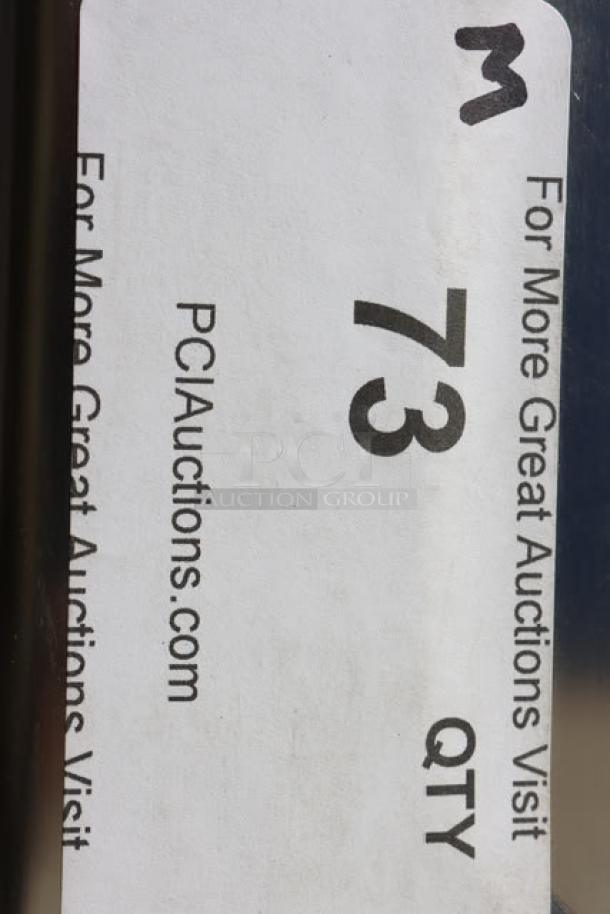 M
For More Great Auctions Visit
73
QTY
PCIAuctions.com
For More Great Auctions Visit
PCI
AUCTION GROUP